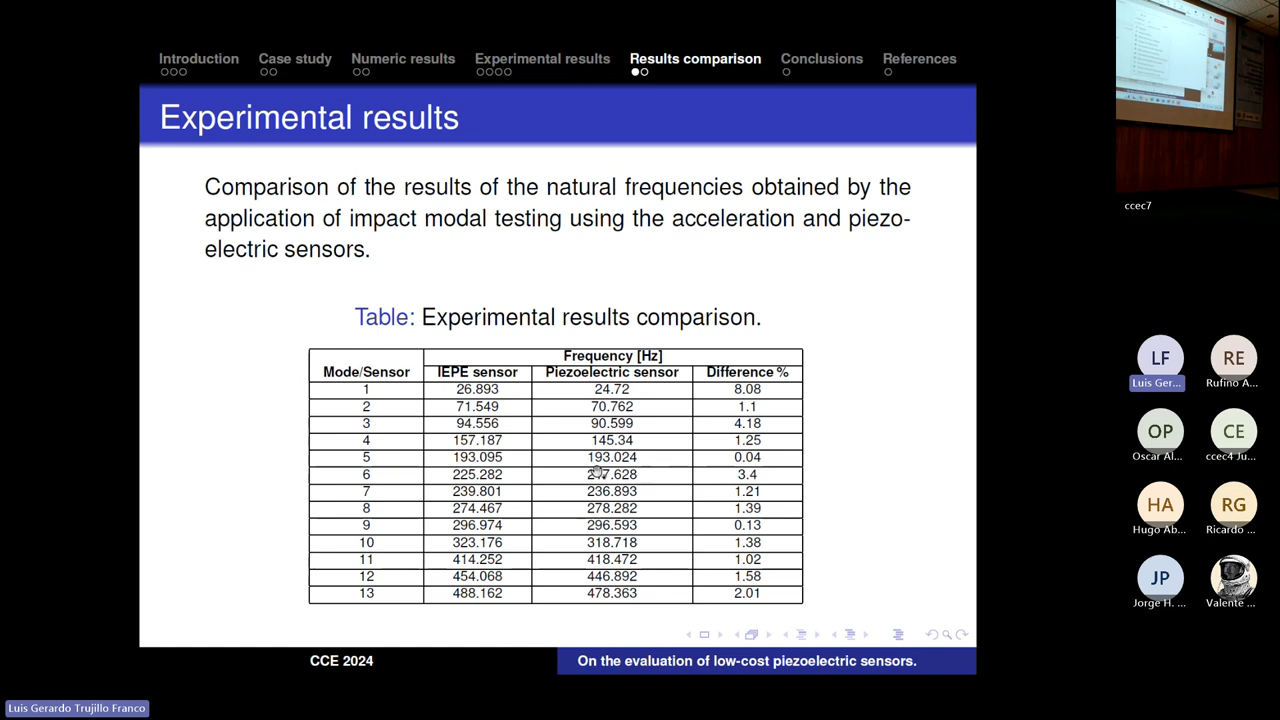 Introduction Case study Numeric results Experimental results Results comparison Conclusions References
Experimental results
Comparison of the results of the natural frequencies obtained by the
application of impact modal testing using the acceleration and piezo-
electric sensors.
Table: Experimental results comparison.
Frequency [Hz]
Mode/Sensor IEPE sensor Piezoelectric sensor Difference %
1 26.893 24.72 8.08
2 71.549 70.762 1.1
3 94.556 90.599 4.18
4 157.187 145.34 1.25
5 193.095 193.024 0.04
6 225.282 3.4
7 239.801 236.893 1.21
8 274.467 278.282 1.39
9 296.974 296.593 0.13
10 323.176 318.718 1.38
11 414.252 418.472 1.02
12 454.068 446.892 1.58
13 488.162 478.363 2.01
CCE 2024
On the evaluation of low-cost piezoelectric sensors.
Luis Gerardo Trujillo Franco
ccec7
LF RE
Luis Ger... Rufino A...
OP CE
Oscar Al... ccec4 Ju...
HA RG
Hugo Ab... Ricardo ...
JP
Jorge H. ... Valente ...